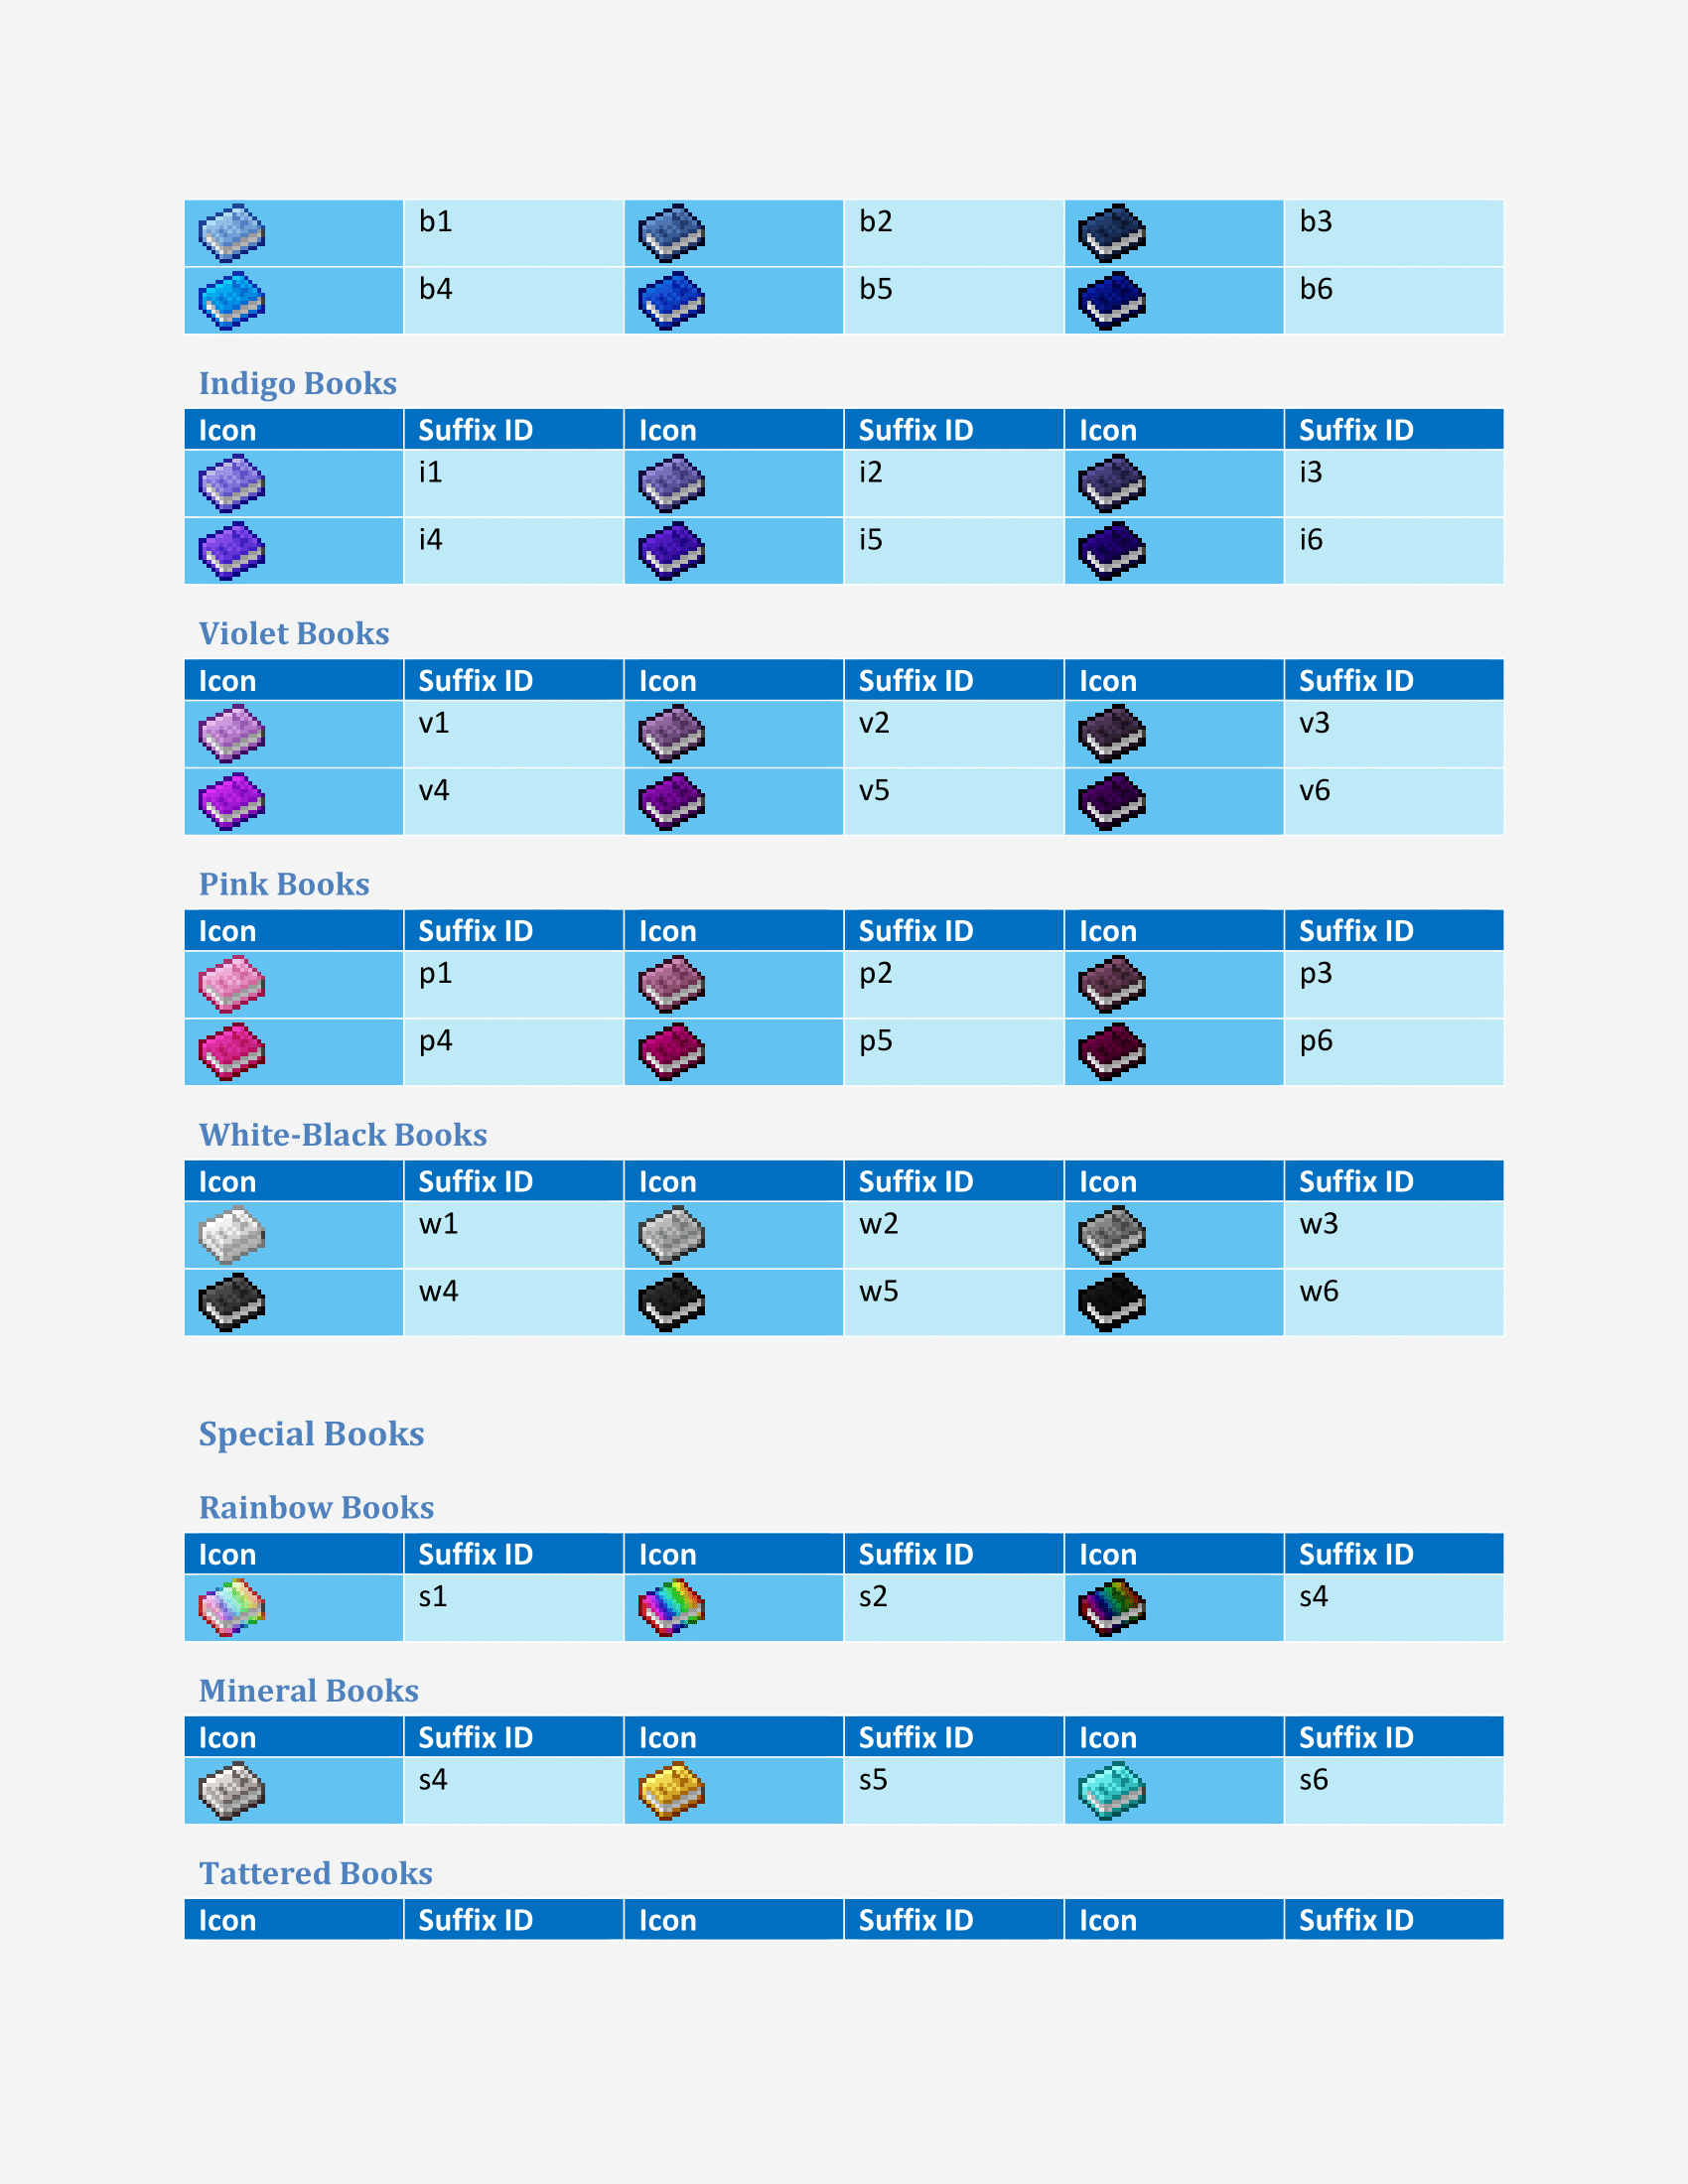 b1 b2 b3
b4 b5 b6
Indigo Books
Icon Suffix ID Icon Suffix ID Icon Suffix ID
i1 i2 i3
i4 i5 i6
Violet Books
Icon Suffix ID Icon Suffix ID Icon Suffix ID
v1 v2 v3
v4 v5 v6
Pink Books
Icon Suffix ID Icon Suffix ID Icon Suffix ID
p1 p2 p3
p4 p5 p6
White-Black Books
Icon Suffix ID Icon Suffix ID Icon Suffix ID
w1 w2 w3
w4 w5 w6
Special Books
Rainbow Books
Icon Suffix ID Icon Suffix ID Icon Suffix ID
s1 s2 s4
Mineral Books
Icon Suffix ID Icon Suffix ID Icon Suffix ID
s4 s5 s6
Tattered Books
Icon Suffix ID Icon Suffix ID Icon Suffix ID